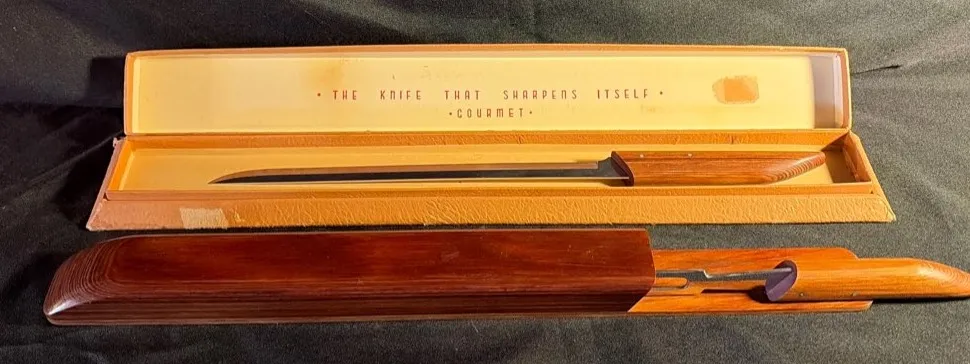 • THE KNIFE THAT SHARPENS ITSELF •
• GOURMET •